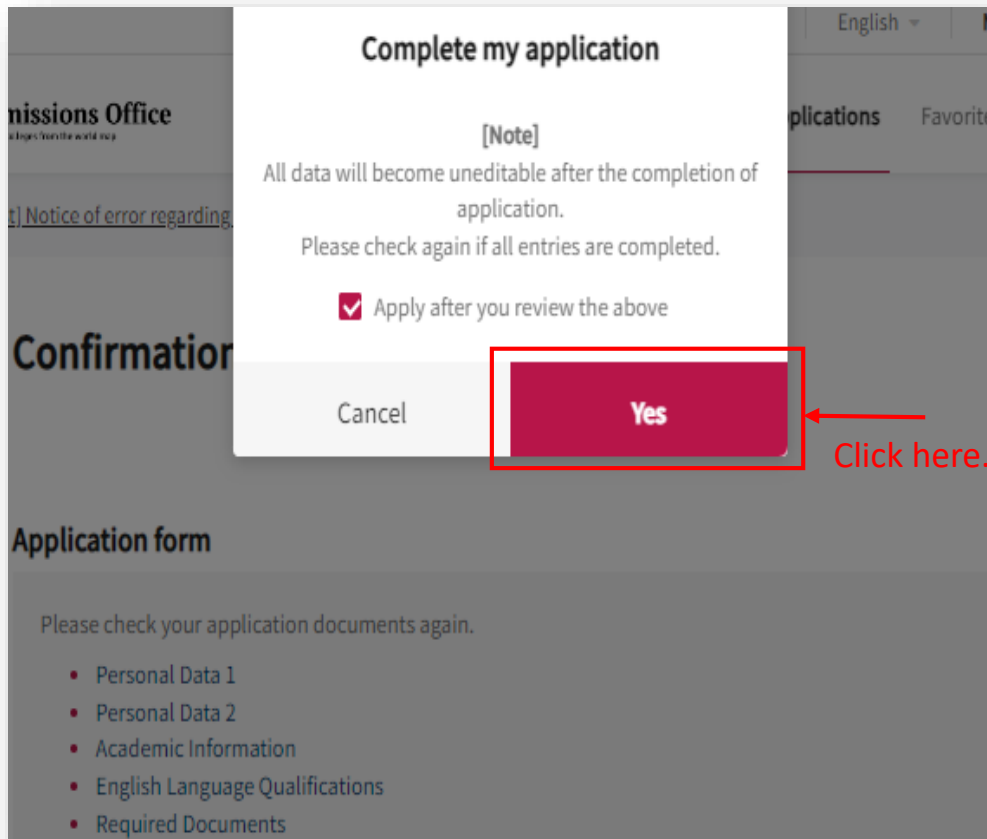 English
Complete my application
missions Office
plications
Favorite
[Note]
All data will become uneditable after the completion of
application.
Please check again if all entries are completed.
t] Notice of error regarding
Apply after you review the above
Confirmation
Cancel
Yes
Click here.
Application form
Please check your application documents again.
• Personal Data 1
• Personal Data 2
• Academic Information
• English Language Qualifications
• Required Documents